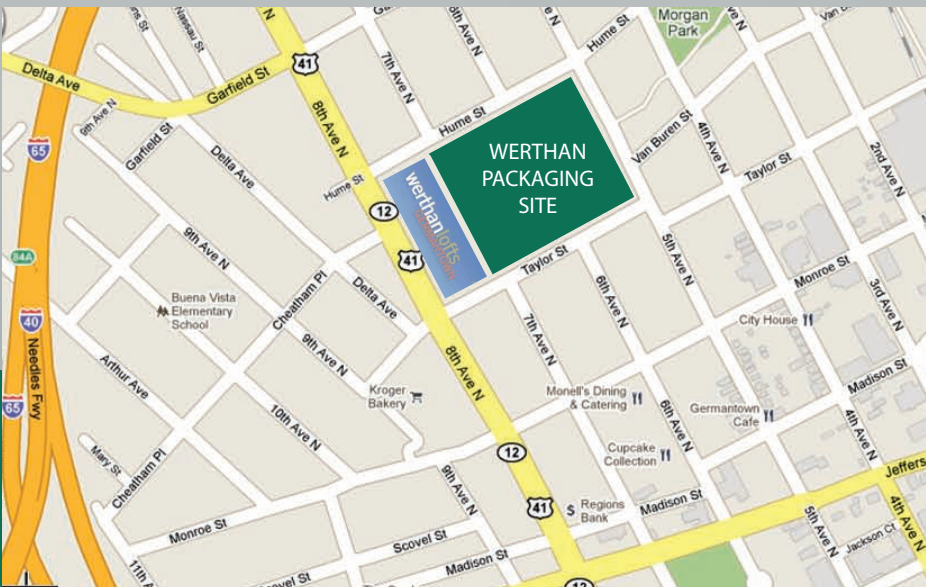 Morgan
Park
Hume St
8th Ave N
7th Ave N
Nassau St
41
Delta Ave
Garfield St
8th Ave N
Hume St
9th Ave N
Garfield St
65
Delta Ave
Van Buren St
4th Ave N
2nd Ave N
Taylor St
WERTHAN
PACKAGING
SITE
Hume St
werthanlofts
12
41
9th Ave N
84A
Cheatham Pl
Delta Ave
Taylor St
5th Ave N
6th Ave N
Monroe St
3rd Ave N
Buena Vista
Elementary
School
40
Needles Fwy
9th Ave N
7th Ave N
City House
8th Ave N
Arthur Ave
Kroger
Bakery
Monell's Dining
& Catering
Madison St
65
10th Ave N
6th Ave N
Germantown
Cafe
4th Ave N
Mary St
Cheatham Pl
12
Cupcake
Collection
9th Ave N
41
Regions
Bank
Madison St
5th Ave N
4th Ave N
Monroe St
Scovel St
Madison St
Jackson Ct
12